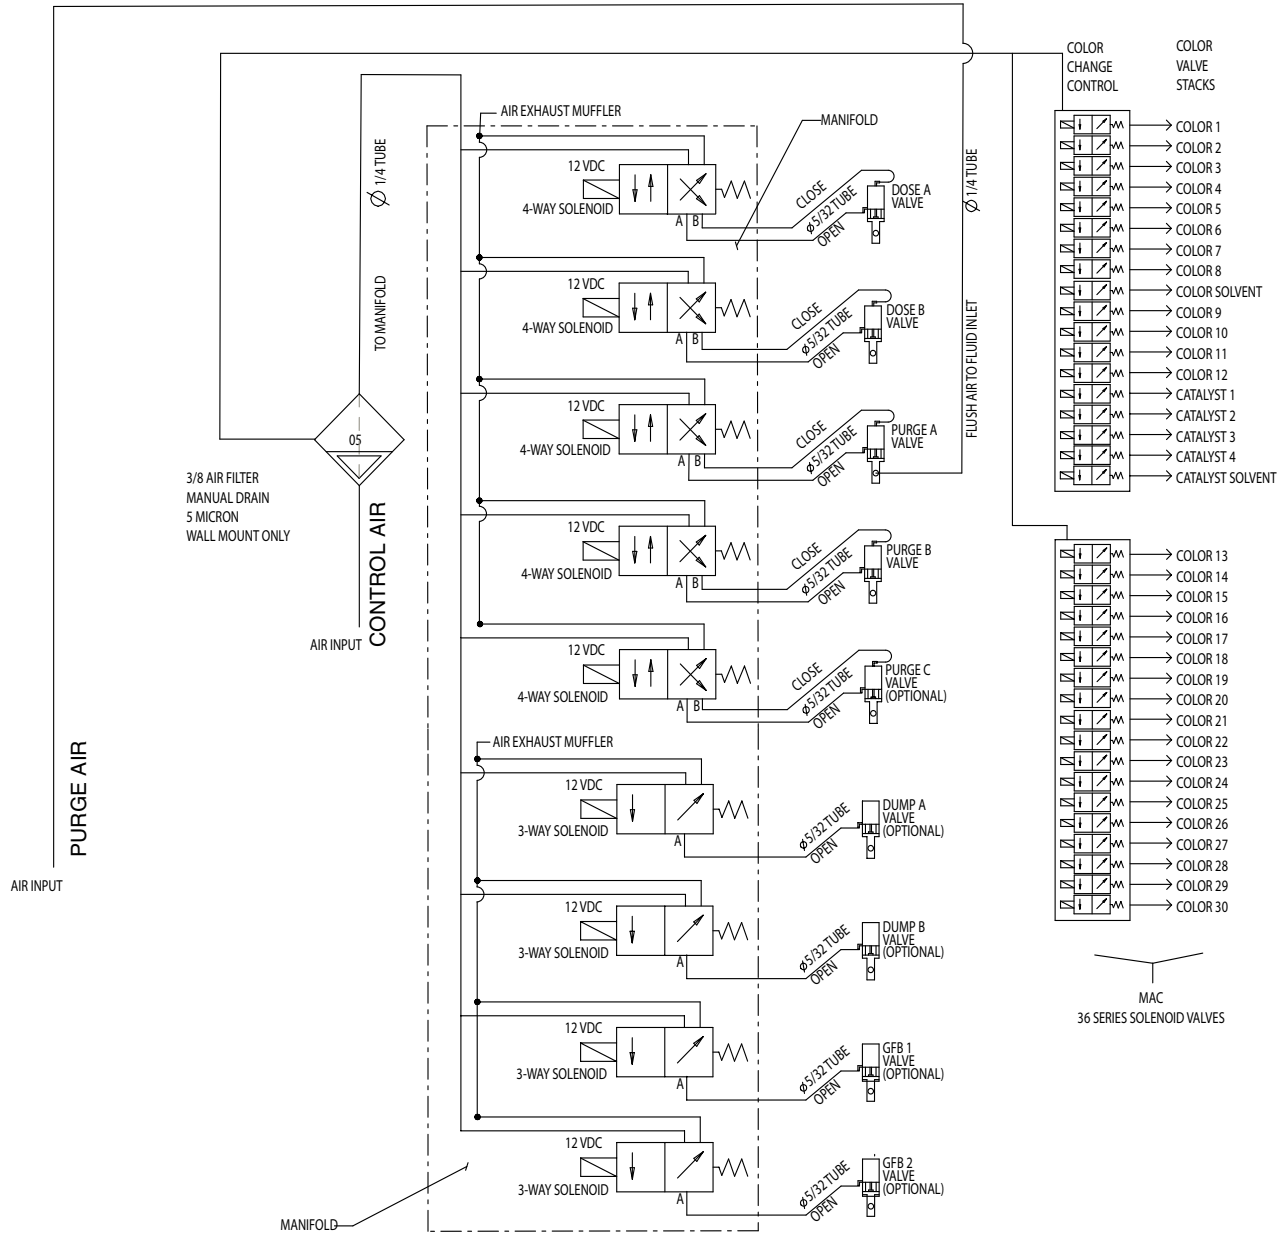 COLOR
CHANGE
CONTROL
COLOR
VALVE
STACKS
AIR EXHAUST MUFFLER
MANIFOLD
Ø 1/4 TUBE
TO MANIFOLD
12 VDC
4-WAY SOLENOID
A B
CLOSE
Ø5/32 TUBE
OPEN
DOSE A
VALVE
12 VDC
4-WAY SOLENOID
A B
CLOSE
Ø5/32 TUBE
OPEN
DOSE B
VALVE
12 VDC
4-WAY SOLENOID
A B
CLOSE
Ø5/32 TUBE
OPEN
PURGE A
VALVE
Ø 1/4 TUBE
FLUSH AIR TO FLUID INLET
12 VDC
4-WAY SOLENOID
A B
CLOSE
Ø5/32 TUBE
OPEN
PURGE B
VALVE
12 VDC
4-WAY SOLENOID
A B
CLOSE
Ø5/32 TUBE
OPEN
PURGE C
VALVE
(OPTIONAL)
AIR EXHAUST MUFFLER
12 VDC
3-WAY SOLENOID
A
Ø5/32 TUBE
OPEN
DUMP A
VALVE
(OPTIONAL)
12 VDC
3-WAY SOLENOID
A
Ø5/32 TUBE
OPEN
DUMP B
VALVE
(OPTIONAL)
12 VDC
3-WAY SOLENOID
A
Ø5/32 TUBE
OPEN
GFB 1
VALVE
(OPTIONAL)
12 VDC
3-WAY SOLENOID
A
Ø5/32 TUBE
OPEN
GFB 2
VALVE
(OPTIONAL)
MANIFOLD
05
3/8 AIR FILTER
MANUAL DRAIN
5 MICRON
WALL MOUNT ONLY
CONTROL AIR
AIR INPUT
PURGE AIR
AIR INPUT
COLOR 1
COLOR 2
COLOR 3
COLOR 4
COLOR 5
COLOR 6
COLOR 7
COLOR 8
COLOR SOLVENT
COLOR 9
COLOR 10
COLOR 11
COLOR 12
CATALYST 1
CATALYST 2
CATALYST 3
CATALYST 4
CATALYST SOLVENT
COLOR 13
COLOR 14
COLOR 15
COLOR 16
COLOR 17
COLOR 18
COLOR 19
COLOR 20
COLOR 21
COLOR 22
COLOR 23
COLOR 24
COLOR 25
COLOR 26
COLOR 27
COLOR 28
COLOR 29
COLOR 30
MAC
36 SERIES SOLENOID VALVES